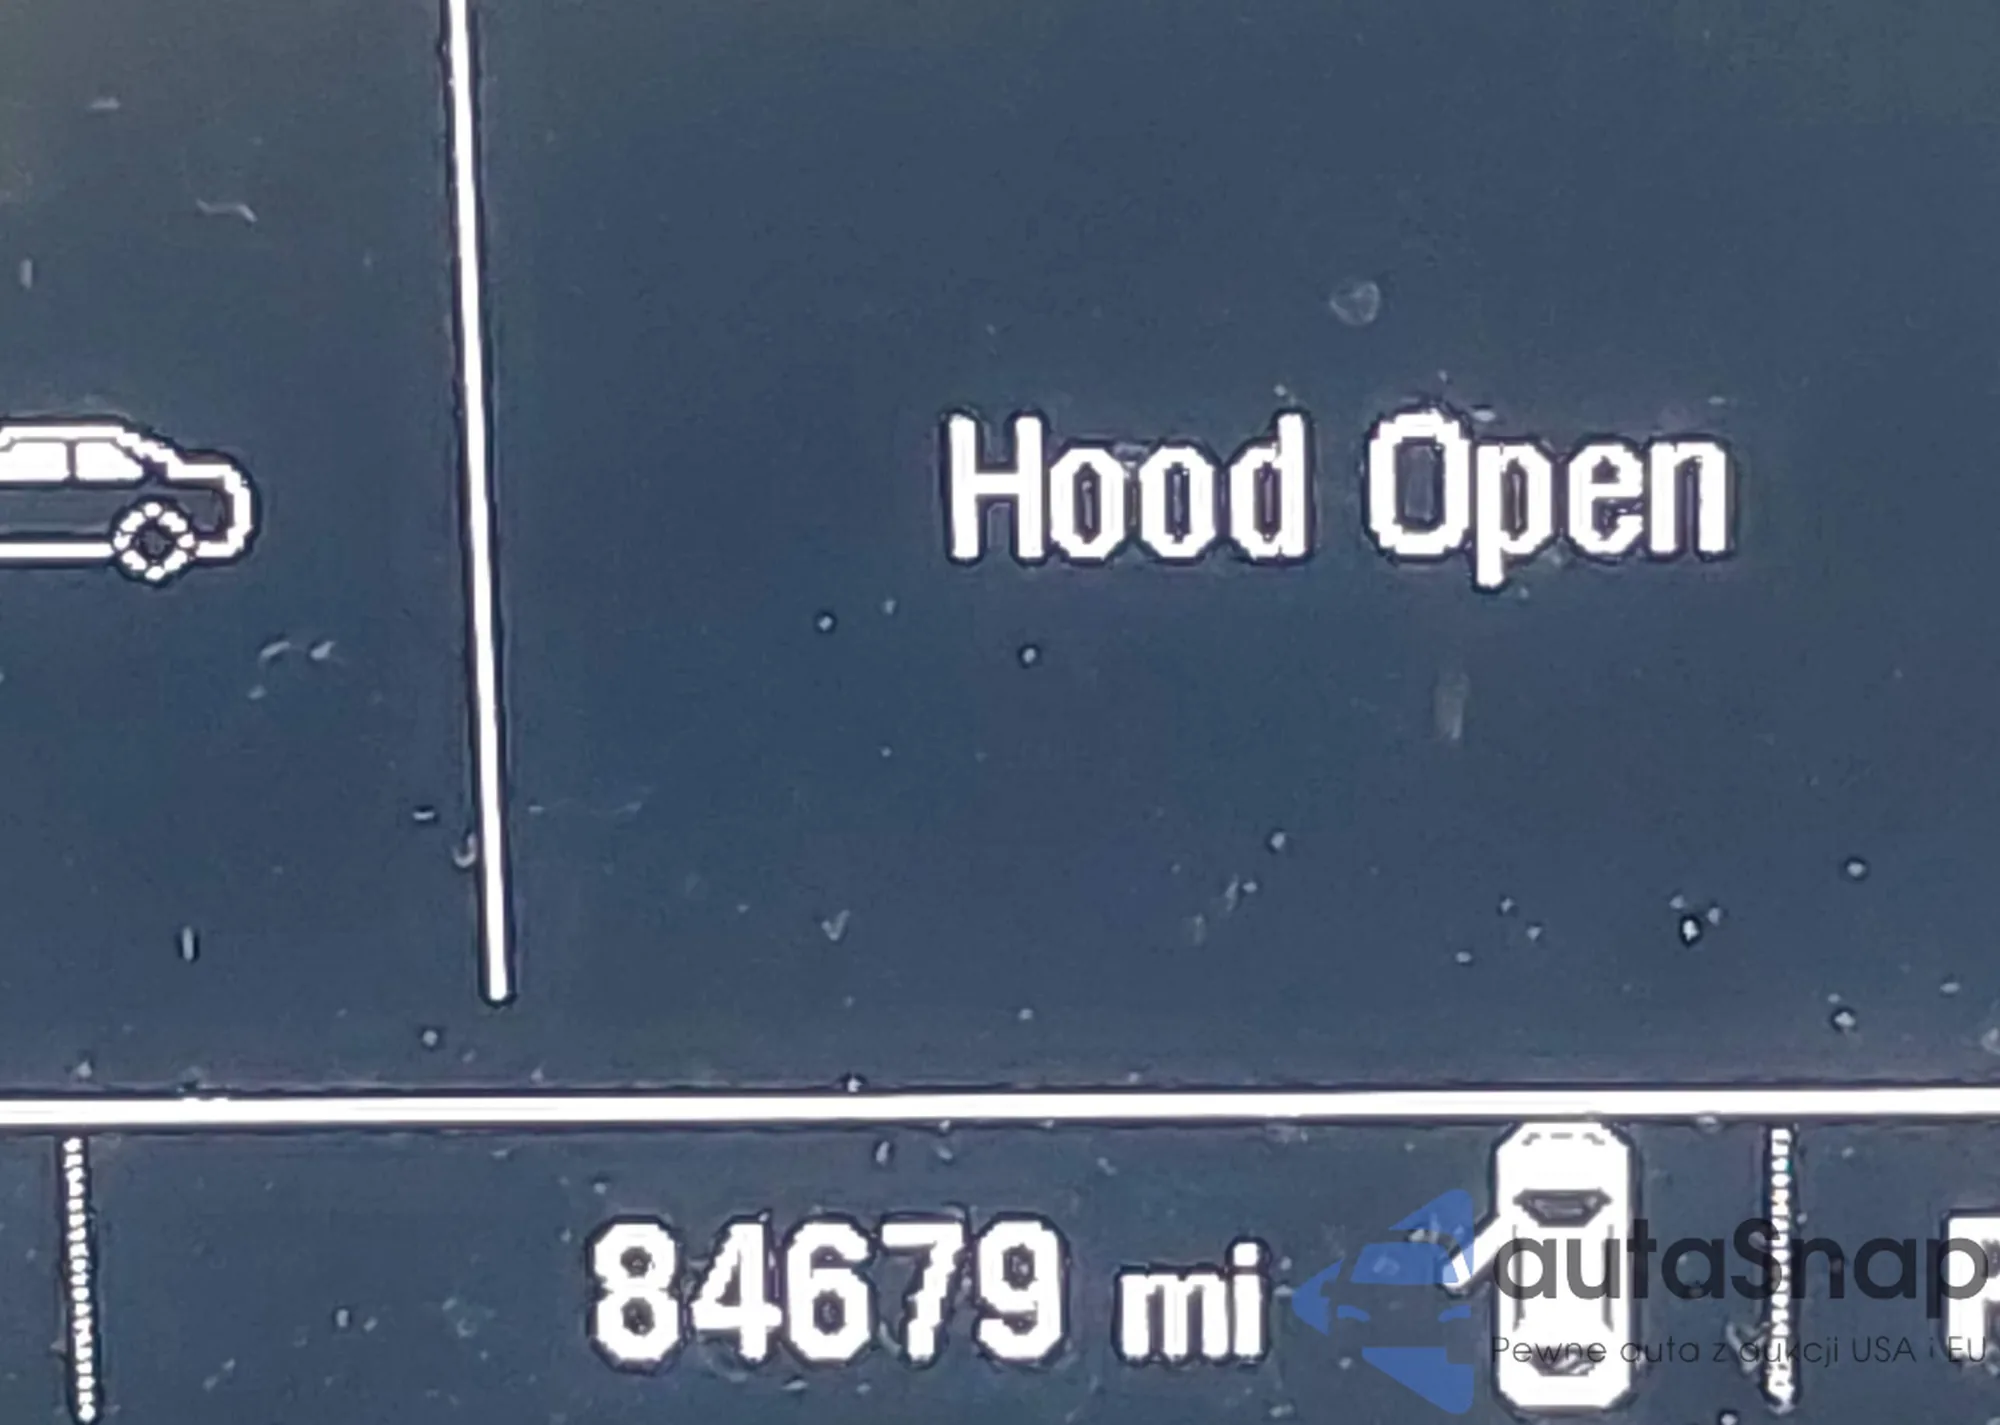 Hood Open
84679 mi
autaSnap
Pewne auta z aukcji USA i EU